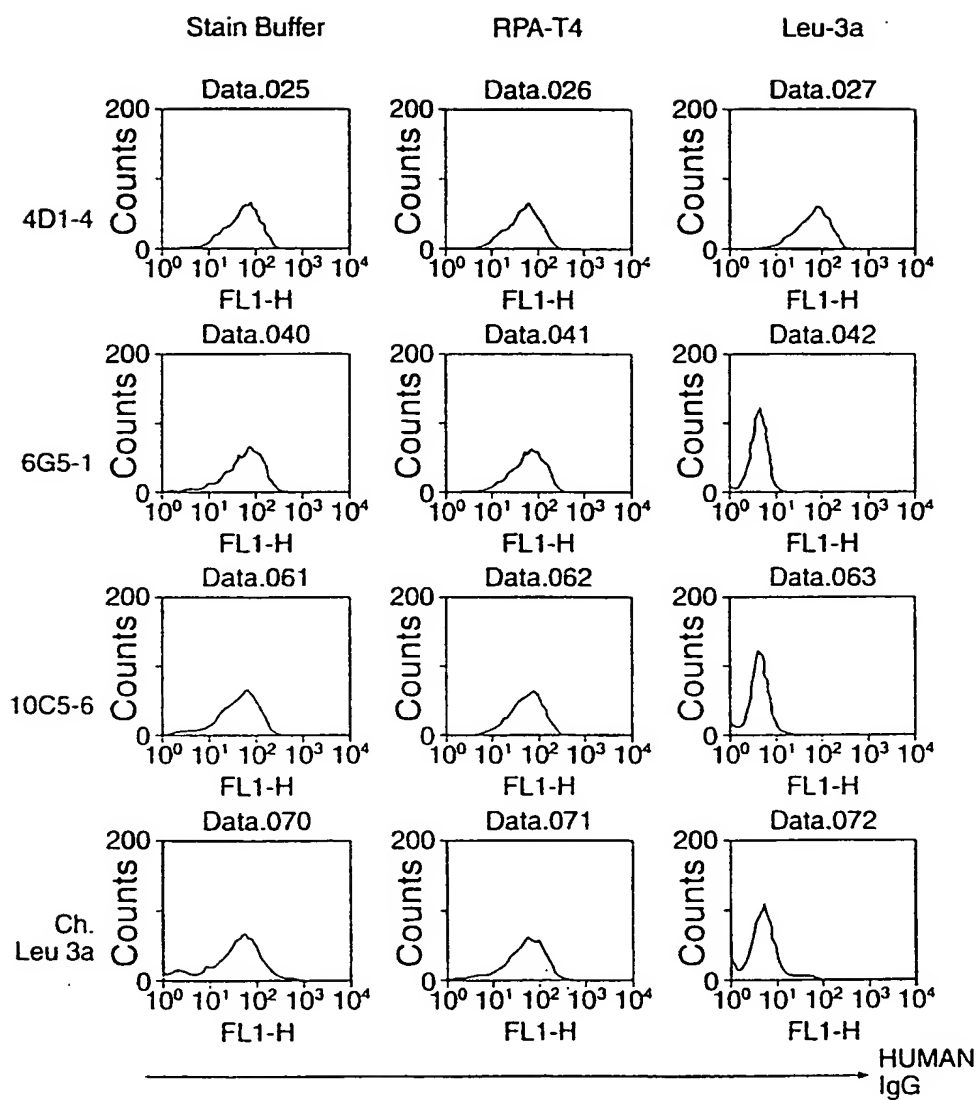 Stain Buffer RPA-T4 Leu-3a
Data.025 Data.026 Data.027
200 200 200
Counts Counts Counts
4D1-4
0 0 0
10⁰ 10¹ 10² 10³ 10⁴ 10⁰ 10¹ 10² 10³ 10⁴ 10⁰ 10¹ 10² 10³ 10⁴
FL1-H FL1-H FL1-H
Data.040 Data.041 Data.042
200 200 200
Counts Counts Counts
6G5-1
0 0 0
10⁰ 10¹ 10² 10³ 10⁴ 10⁰ 10¹ 10² 10³ 10⁴ 10⁰ 10¹ 10² 10³ 10⁴
FL1-H FL1-H FL1-H
Data.061 Data.062 Data.063
200 200 200
Counts Counts Counts
10C5-6
0 0 0
10⁰ 10¹ 10² 10³ 10⁴ 10⁰ 10¹ 10² 10³ 10⁴ 10⁰ 10¹ 10² 10³ 10⁴
FL1-H FL1-H FL1-H
Data.070 Data.071 Data.072
200 200 200
Counts Counts Counts
Ch.
Leu 3a
0 0 0
10⁰ 10¹ 10² 10³ 10⁴ 10⁰ 10¹ 10² 10³ 10⁴ 10⁰ 10¹ 10² 10³ 10⁴
FL1-H FL1-H FL1-H
HUMAN
IgG